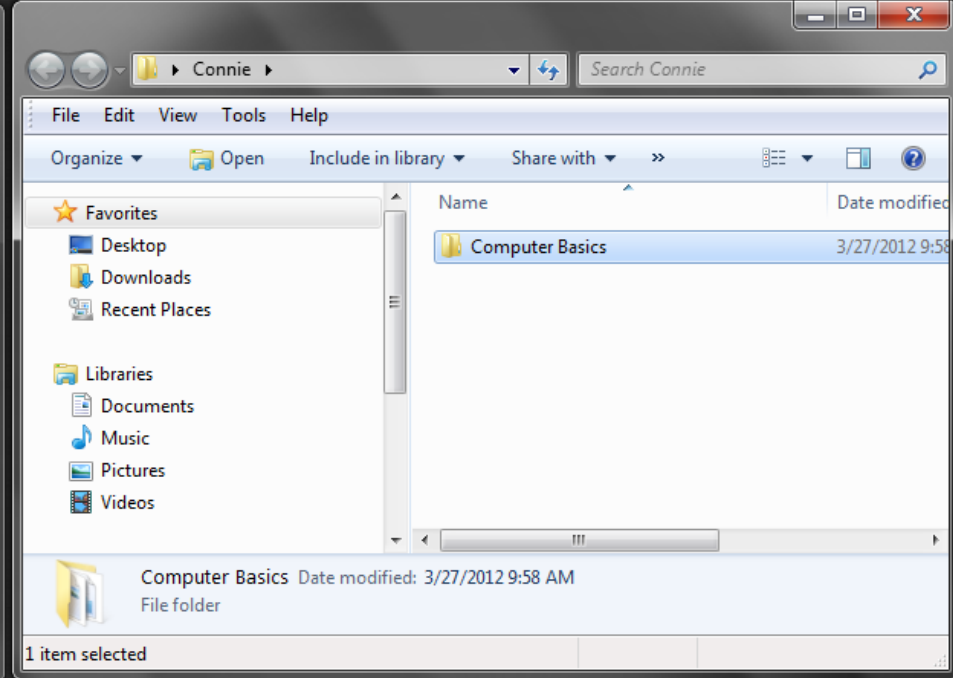 Connie
Search Connie
File Edit View Tools Help
Organize Open Include in library Share with »
Name Date modified
Favorites
Computer Basics 3/27/2012 9:58
Desktop
Downloads
Recent Places
Libraries
Documents
Music
Pictures
Videos
Computer Basics Date modified: 3/27/2012 9:58 AM
File folder
1 item selected